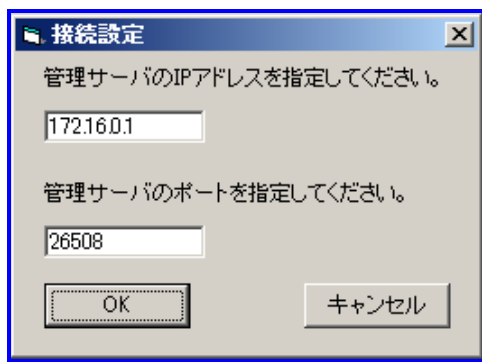 接続設定
管理サーバのIPアドレスを指定してください。
172.16.0.1
管理サーバのポートを指定してください。
26508
OK
キャンセル